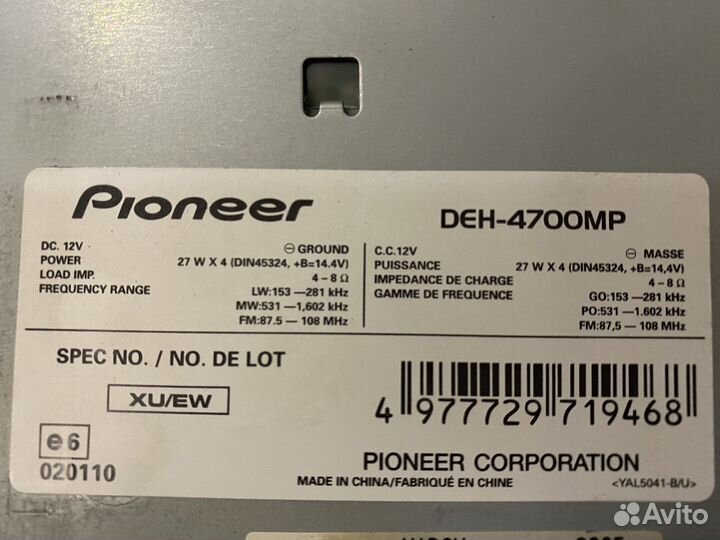 Pioneer
DEH-4700MP
DC. 12V ⊖ GROUND
POWER 27 W X 4 (DIN45324, +B=14.4V)
LOAD IMP. 4 – 8 Ω
FREQUENCY RANGE LW:153 — 281 kHz
MW:531 — 1,602 kHz
FM:87.5 — 108 MHz
C.C.12V ⊖ MASSE
PUISSANCE 27 W X 4 (DIN45324, +B=14,4V)
IMPEDANCE DE CHARGE 4 – 8 Ω
GAMME DE FREQUENCE GO:153 — 281 kHz
PO:531 — 1.602 kHz
FM:87,5 — 108 MHz
SPEC NO. / NO. DE LOT
XU/EW
e6
020110
4 977729 719468
PIONEER CORPORATION
MADE IN CHINA/FABRIQUÉ EN CHINE
<YAL5041-B/U>
Avito